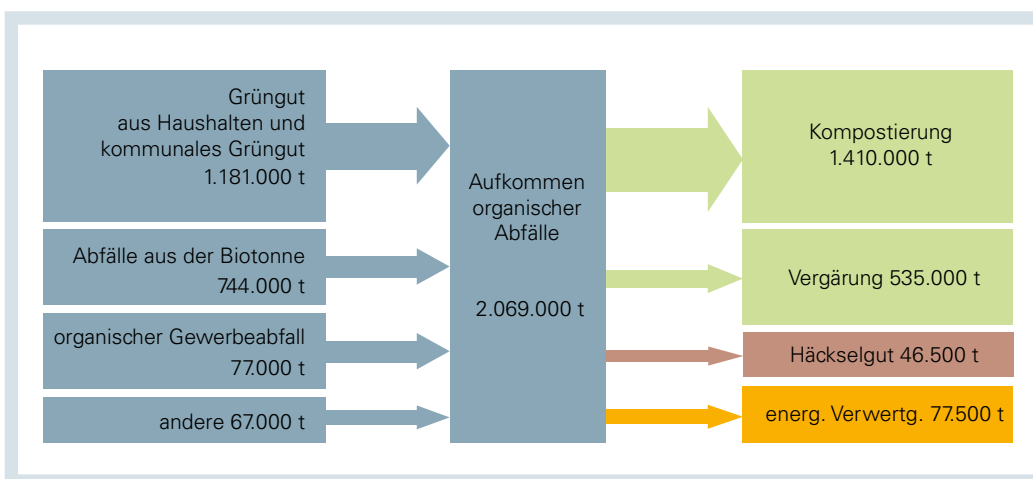 Grüngut
aus Haushalten und
kommunales Grüngut
1.181.000 t
Abfälle aus der Biotonne
744.000 t
organischer Gewerbeabfall
77.000 t
andere 67.000 t
Aufkommen
organischer
Abfälle
2.069.000 t
Kompostierung
1.410.000 t
Vergärung 535.000 t
Häckselgut 46.500 t
energ. Verwertg. 77.500 t